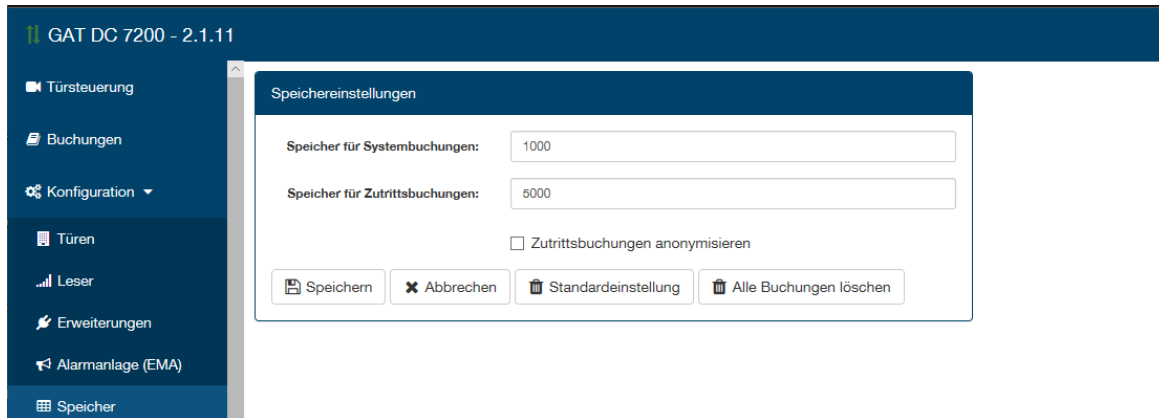 GAT DC 7200 - 2.1.11
Türsteuerung
Buchungen
Konfiguration
Türen
Leser
Erweiterungen
Alarmanlage (EMA)
Speicher
Speichereinstellungen
Speicher für Systembuchungen: 1000
Speicher für Zutrittsbuchungen: 5000
Zutrittsbuchungen anonymisieren
Speichern Abbrechen Standardeinstellung Alle Buchungen löschen